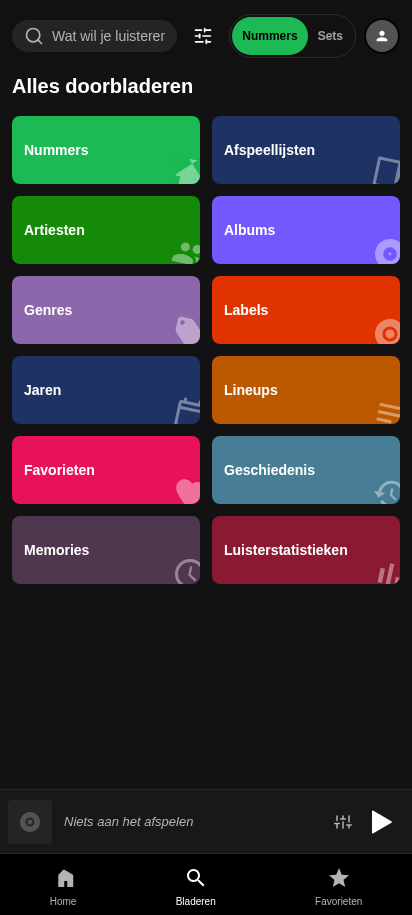 Wat wil je luisterer
Nummers
Sets
Alles doorbladeren
Nummers
Afspeellijsten
Artiesten
Albums
Genres
Labels
Jaren
Lineups
Favorieten
Geschiedenis
Memories
Luisterstatistieken
Niets aan het afspelen
Home
Bladeren
Favorieten